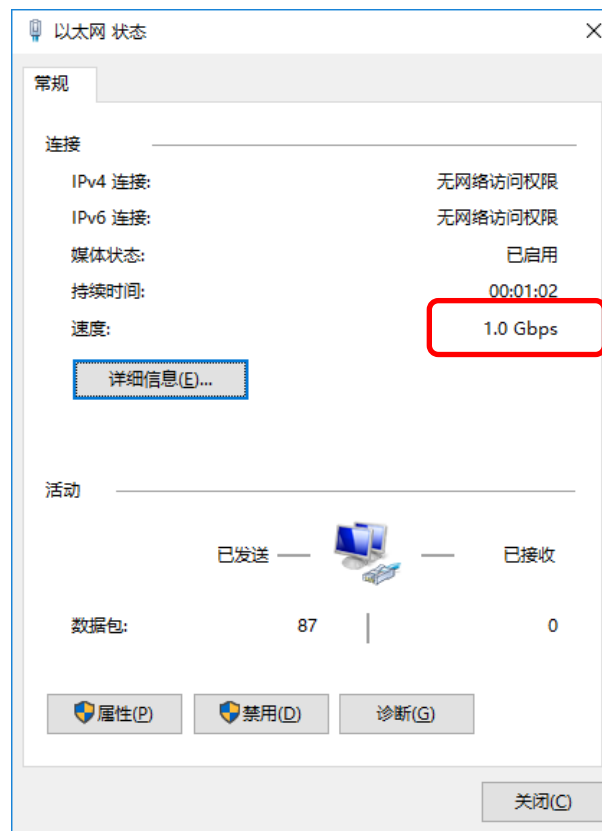 以太网 状态
常规
连接
IPv4 连接: 无网络访问权限
IPv6 连接: 无网络访问权限
媒体状态: 已启用
持续时间: 00:01:02
速度: 1.0 Gbps
详细信息(E)...
活动
已发送 已接收
数据包: 87 0
属性(P) 禁用(D) 诊断(G)
关闭(C)